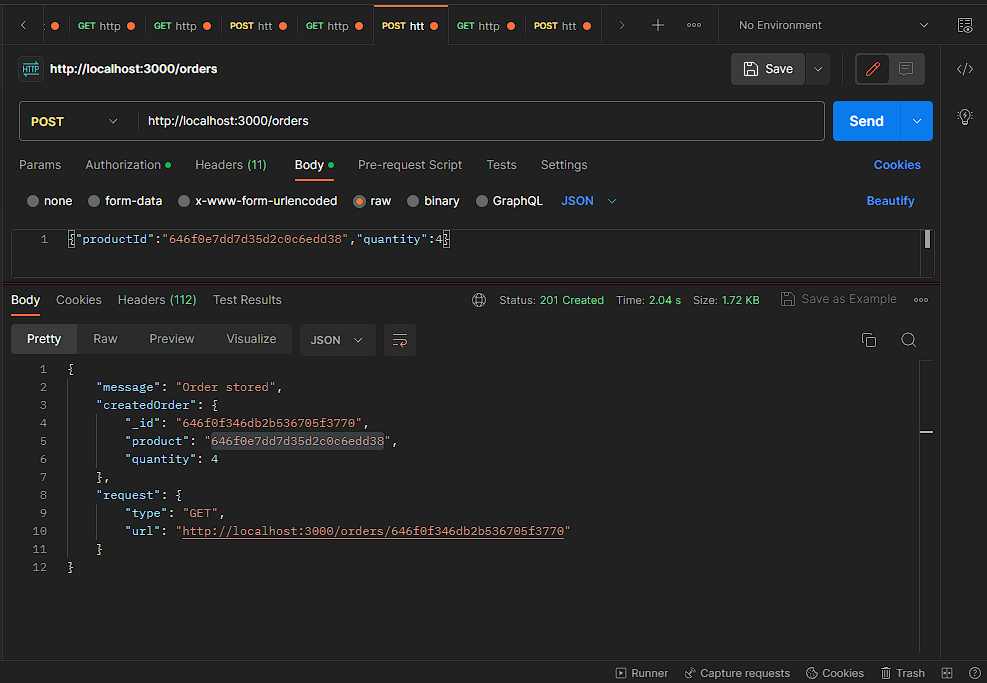 GET http GET http POST htt GET http POST htt GET http POST htt No Environment
HTTP http://localhost:3000/orders Save
POST http://localhost:3000/orders Send
Params Authorization Headers (11) Body Pre-request Script Tests Settings Cookies
none form-data x-www-form-urlencoded raw binary GraphQL JSON Beautify
1 {"productId":"646f0e7dd7d35d2c0c6edd38","quantity":4}
Body Cookies Headers (112) Test Results Status: 201 Created Time: 2.04 s Size: 1.72 KB Save as Example
Pretty Raw Preview Visualize JSON
1 {
2 "message": "Order stored",
3 "createdOrder": {
4 "_id": "646f0f346db2b536705f3770",
5 "product": "646f0e7dd7d35d2c0c6edd38",
6 "quantity": 4
7 },
8 "request": {
9 "type": "GET",
10 "url": "http://localhost:3000/orders/646f0f346db2b536705f3770"
11 }
12 }
Runner Capture requests Cookies Trash